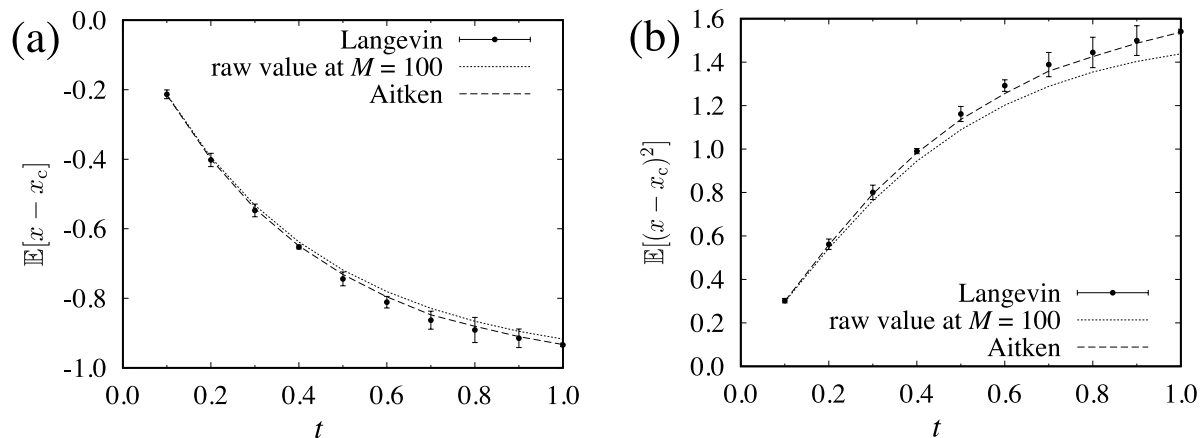 (a)
0.0
-0.2
-0.4
-0.6
-0.8
-1.0
𝔼[x − x_c]
Langevin
raw value at M = 100
Aitken
0.0 0.2 0.4 0.6 0.8 1.0
t
(b)
1.6
1.4
1.2
1.0
0.8
0.6
0.4
0.2
0.0
𝔼[(x − x_c)²]
Langevin
raw value at M = 100
Aitken
0.0 0.2 0.4 0.6 0.8 1.0
t